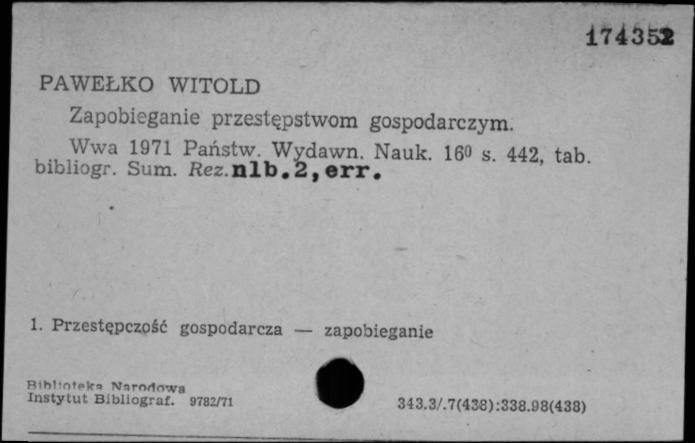 174352
PAWEŁKO WITOLD
Zapobieganie przestępstwom gospodarczym.
Wwa 1971 Państw. Wydawn. Nauk. 16⁰ s. 442, tab.
bibliogr. Sum. Rez. nlb.2,err.
1. Przestępczość gospodarcza — zapobieganie
Biblioteka Narodowa
Instytut Bibliograf. 9782/71
343.3/.7(438):338.98(438)